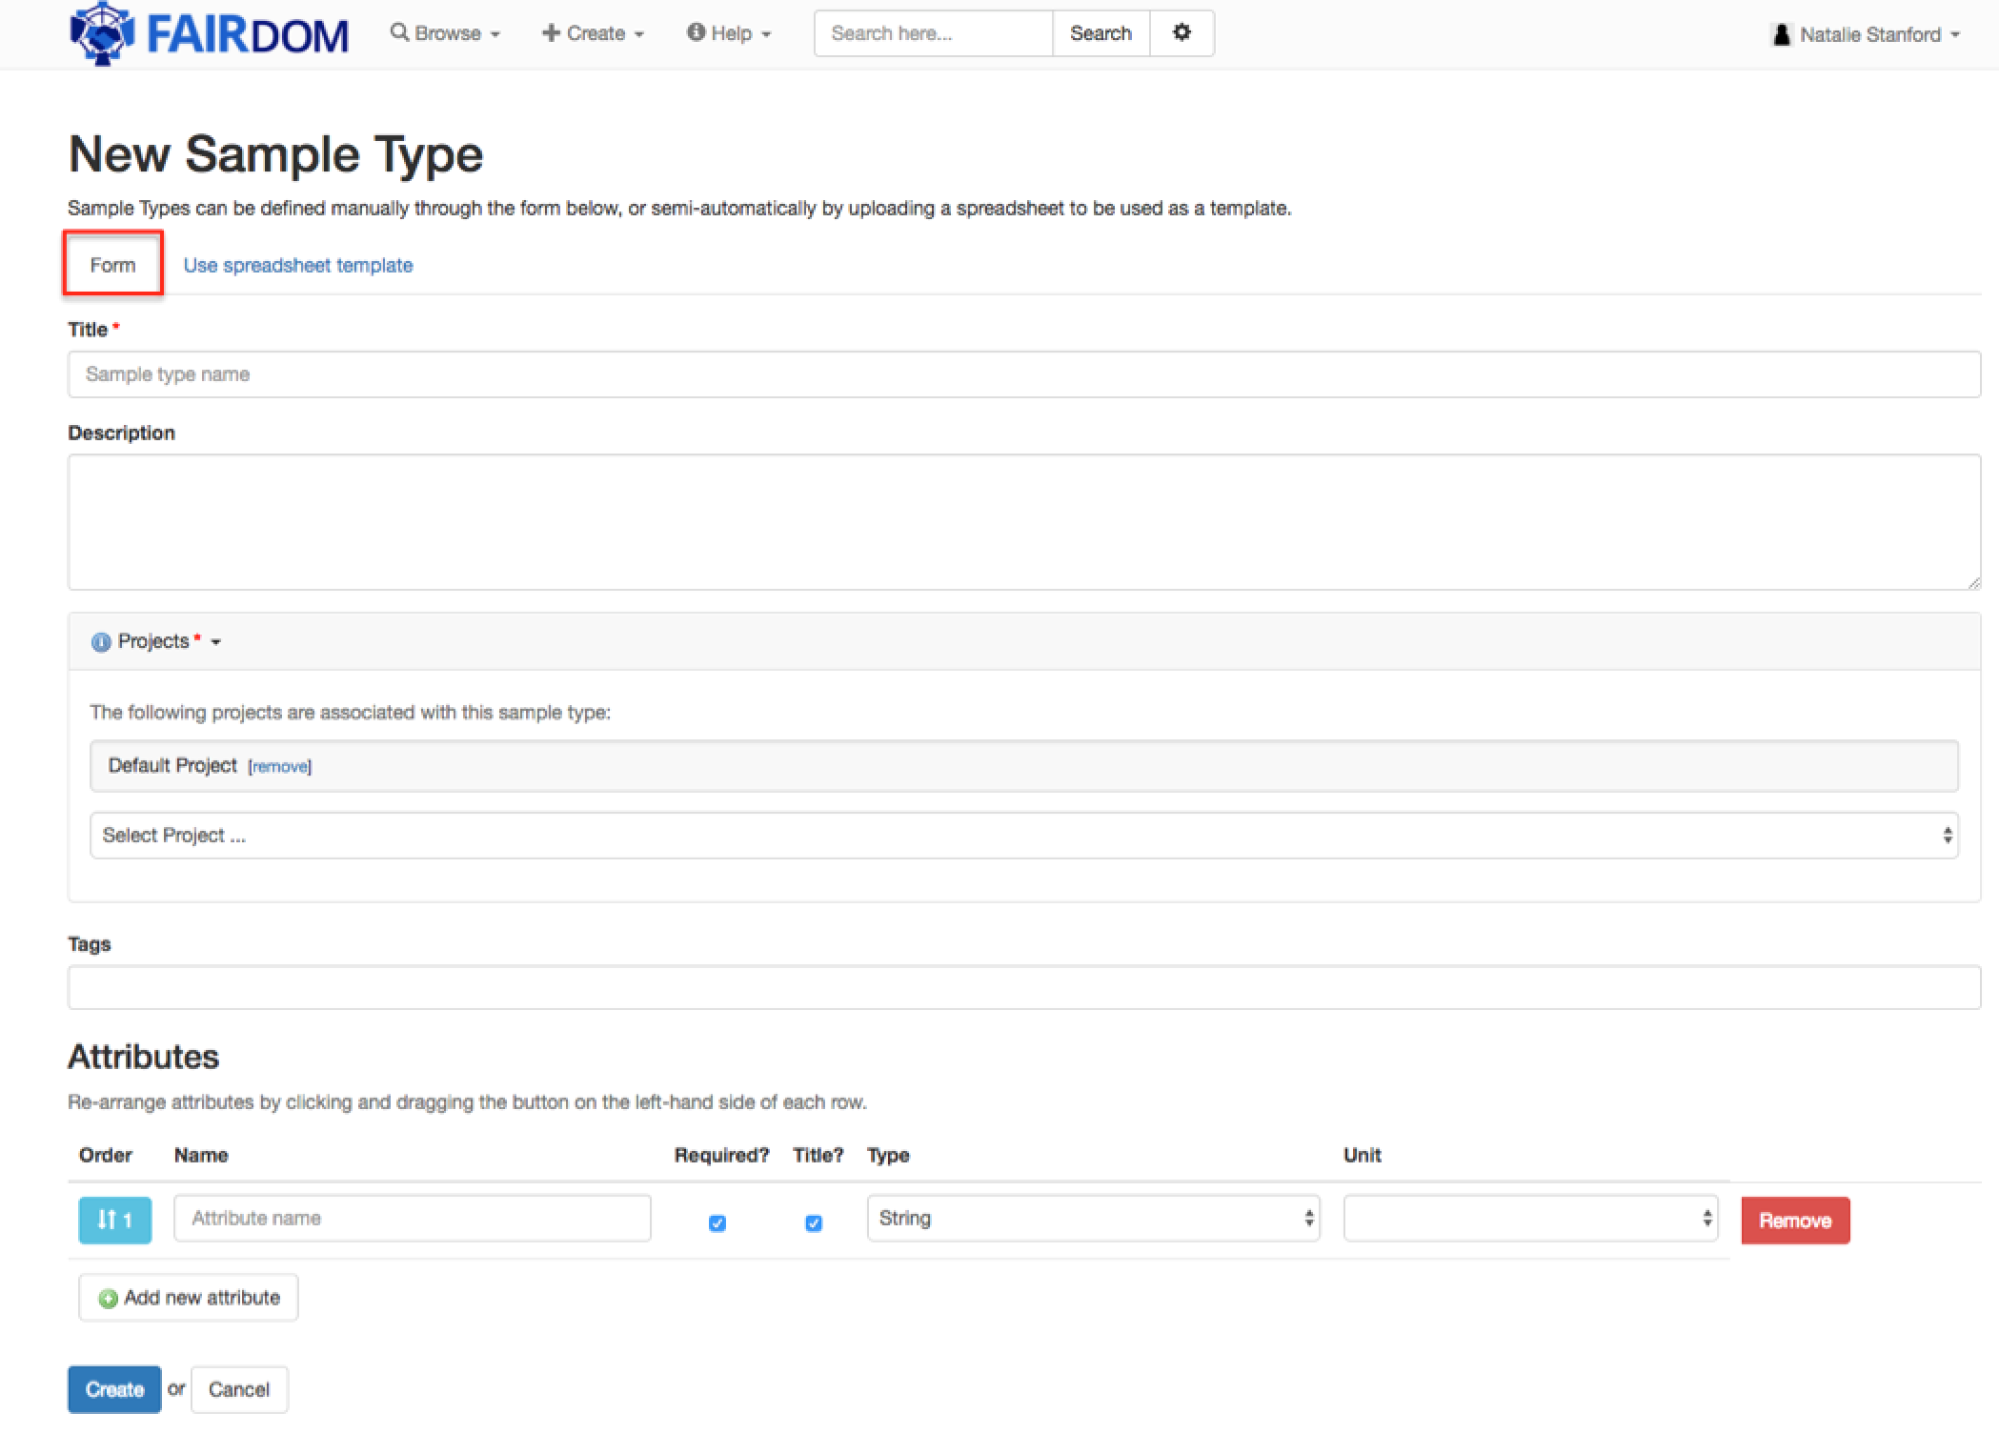 FAIRDOM Browse Create Help Search here... Search Natalie Stanford
New Sample Type
Sample Types can be defined manually through the form below, or semi-automatically by uploading a spreadsheet to be used as a template.
Form Use spreadsheet template
Title *
Sample type name
Description
Projects *
The following projects are associated with this sample type:
Default Project [remove]
Select Project ...
Tags
Attributes
Re-arrange attributes by clicking and dragging the button on the left-hand side of each row.
Order Name Required? Title? Type Unit
1 Attribute name String Remove
Add new attribute
Create or Cancel